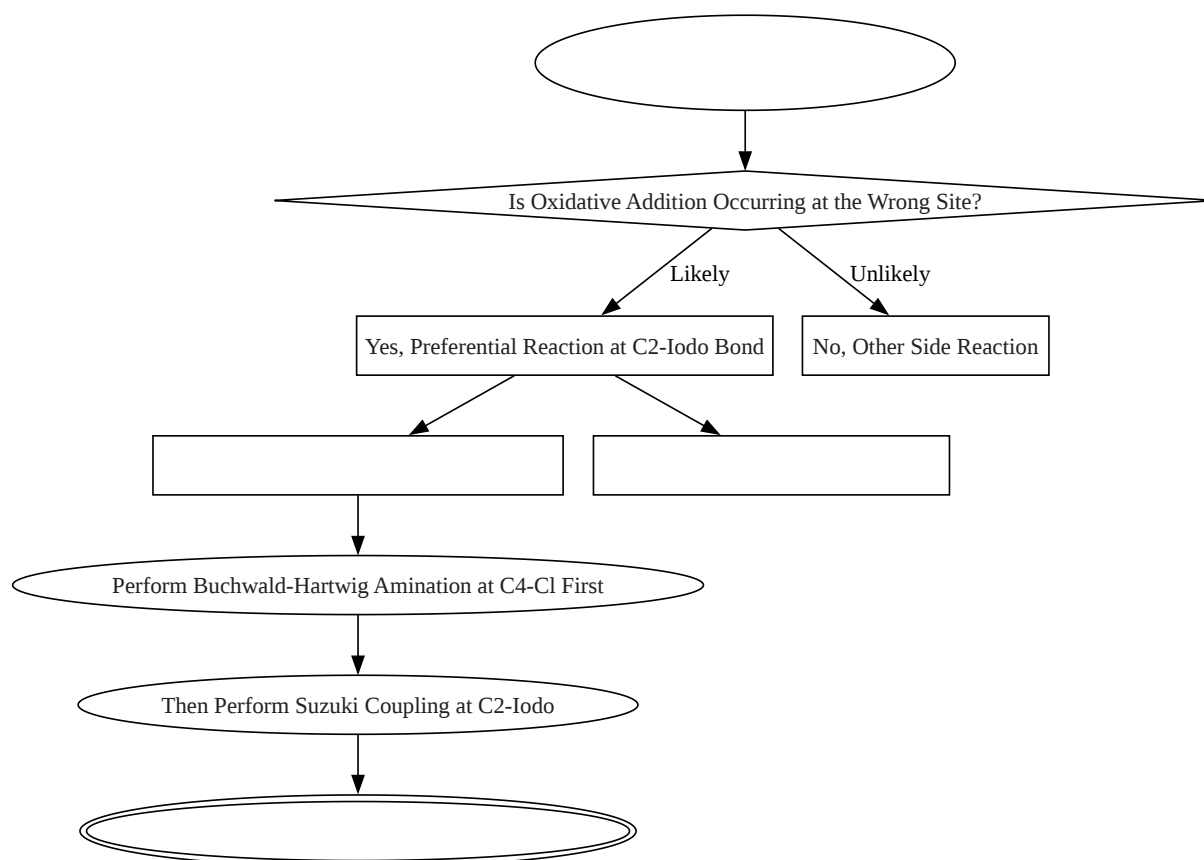 Is Oxidative Addition Occurring at the Wrong Site?
Likely
Unlikely
Yes, Preferential Reaction at C2-Iodo Bond
No, Other Side Reaction
Perform Buchwald-Hartwig Amination at C4-Cl First
Then Perform Suzuki Coupling at C2-Iodo